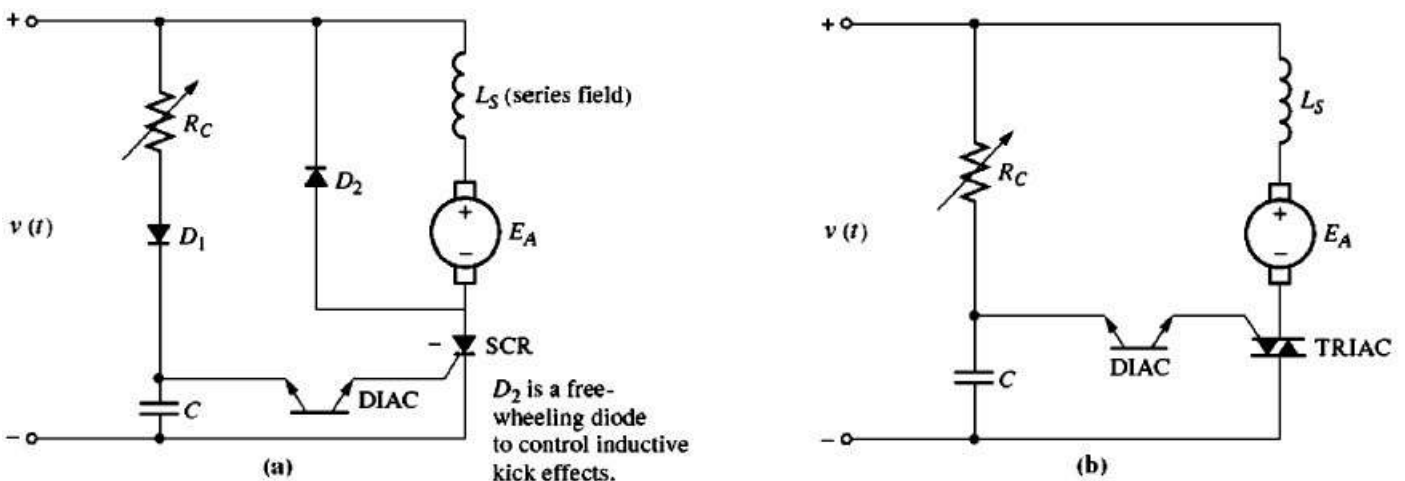 +
R_C
D_1
v (t)
C
−
D_2
L_S (series field)
+
−
E_A
−
SCR
DIAC
D_2 is a free-
wheeling diode
to control inductive
kick effects.
(a)
+
R_C
v (t)
C
−
L_S
+
−
E_A
DIAC
TRIAC
(b)